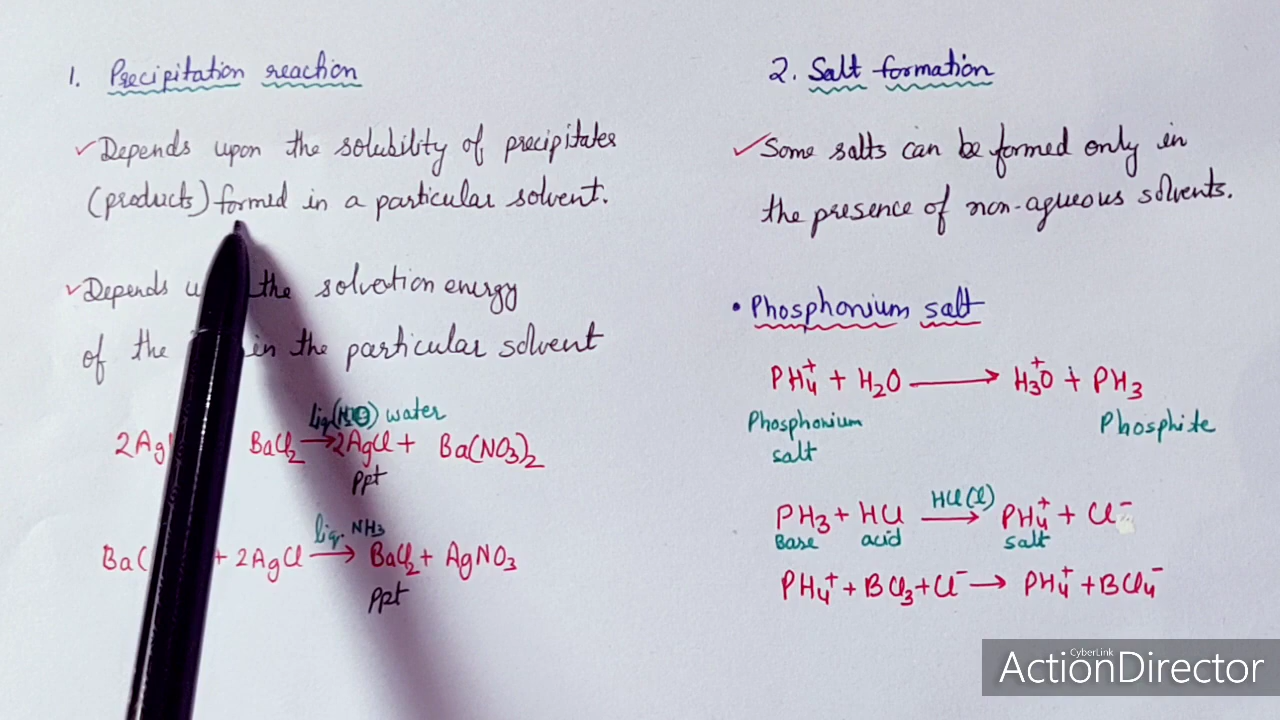 1. Precipitation reaction
✓Depends upon the solubility of precipitates
(products) formed in a particular solvent.
✓Depends the solvation energy
of the in the particular solvent
water
BaCl2 → 2AgCl + Ba(NO3)2
ppt
liq. NH3
+ 2AgCl → BaCl2 + AgNO3
ppt
2. Salt formation
✓Some salts can be formed only in
the presence of non-aqueous solvents.
• Phosphonium salt
PH4+ + H2O → H3O+ + PH3
Phosphonium Phosphite
salt
HCl(l)
PH3 + HCl → PH4+ + Cl-
Base acid salt
PH4+ + BCl3 + Cl- → PH4+ + BCl4-
CyberLink
ActionDirector